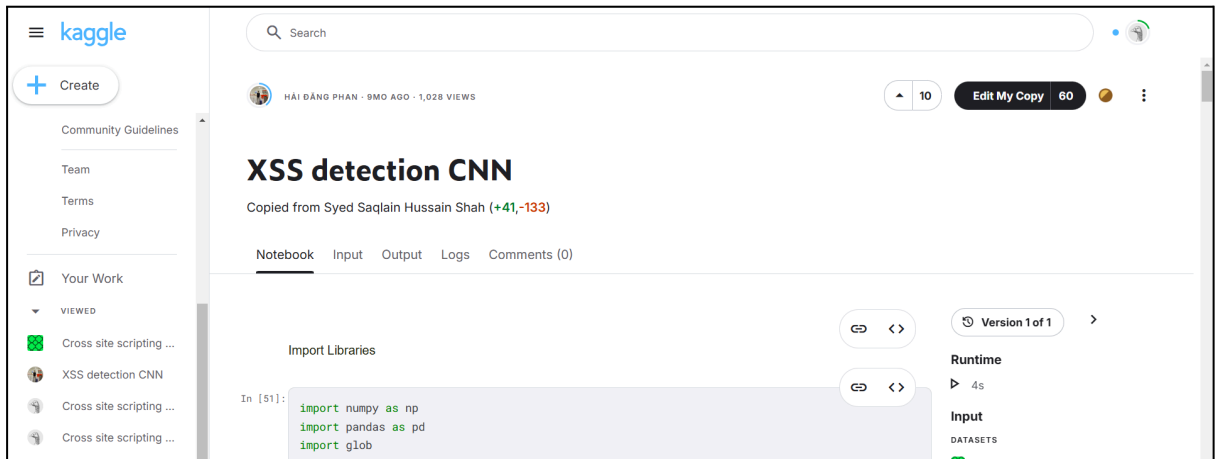 kaggle
Search
Create
HẢI ĐĂNG PHAN · 9MO AGO · 1,028 VIEWS
10
Edit My Copy 60
Community Guidelines
Team
Terms
Privacy
Your Work
VIEWED
Cross site scripting ...
XSS detection CNN
Cross site scripting ...
Cross site scripting ...
XSS detection CNN
Copied from Syed Saqlain Hussain Shah (+41,-133)
Notebook Input Output Logs Comments (0)
Import Libraries
In [51]:
import numpy as np
import pandas as pd
import glob
Version 1 of 1
Runtime
4s
Input
DATASETS